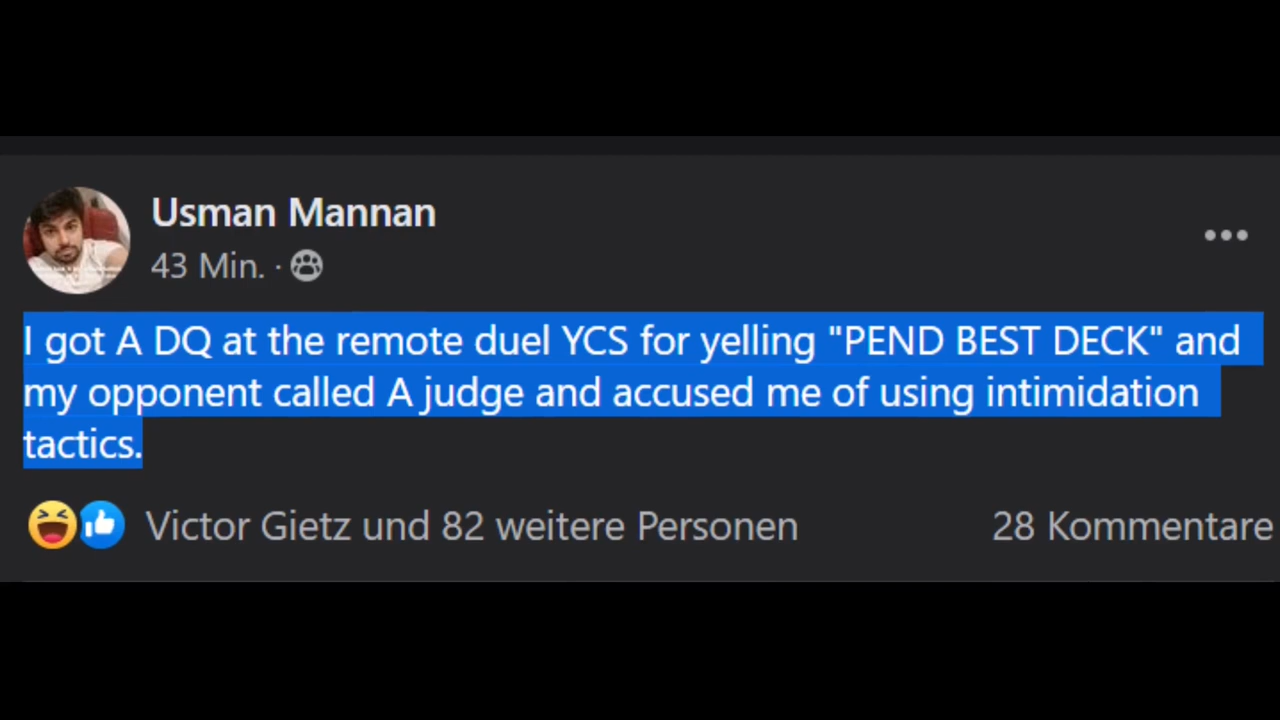 Usman Mannan
43 Min. ·
I got A DQ at the remote duel YCS for yelling "PEND BEST DECK" and
my opponent called A judge and accused me of using intimidation
tactics.
Victor Gietz und 82 weitere Personen 28 Kommentare